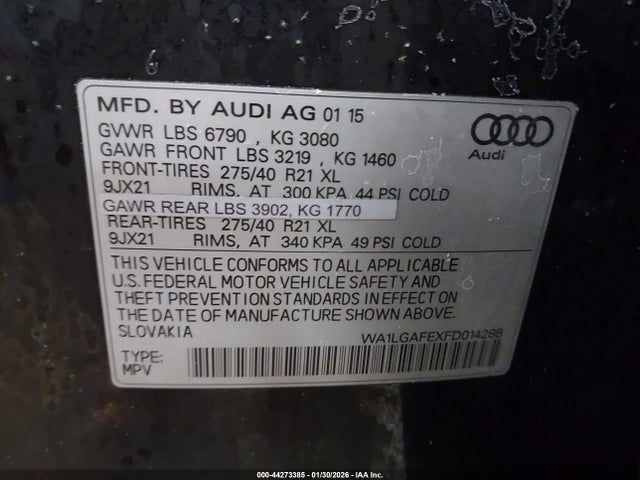 MFD. BY AUDI AG 01 15
GVWR LBS 6790 , KG 3080
GAWR FRONT LBS 3219 , KG 1460
FRONT-TIRES 275/40 R21 XL
9JX21 RIMS, AT 300 KPA 44 PSI COLD
GAWR REAR LBS 3902, KG 1770
REAR-TIRES 275/40 R21 XL
9JX21 RIMS, AT 340 KPA 49 PSI COLD
Audi
THIS VEHICLE CONFORMS TO ALL APPLICABLE
U.S. FEDERAL MOTOR VEHICLE SAFETY AND
THEFT PREVENTION STANDARDS IN EFFECT ON
THE DATE OF MANUFACTURE SHOWN ABOVE.
SLOVAKIA
WA1LGAFEXFD014288
TYPE:
MPV
000-44273385 | 01/30/2026 - IAA Inc.